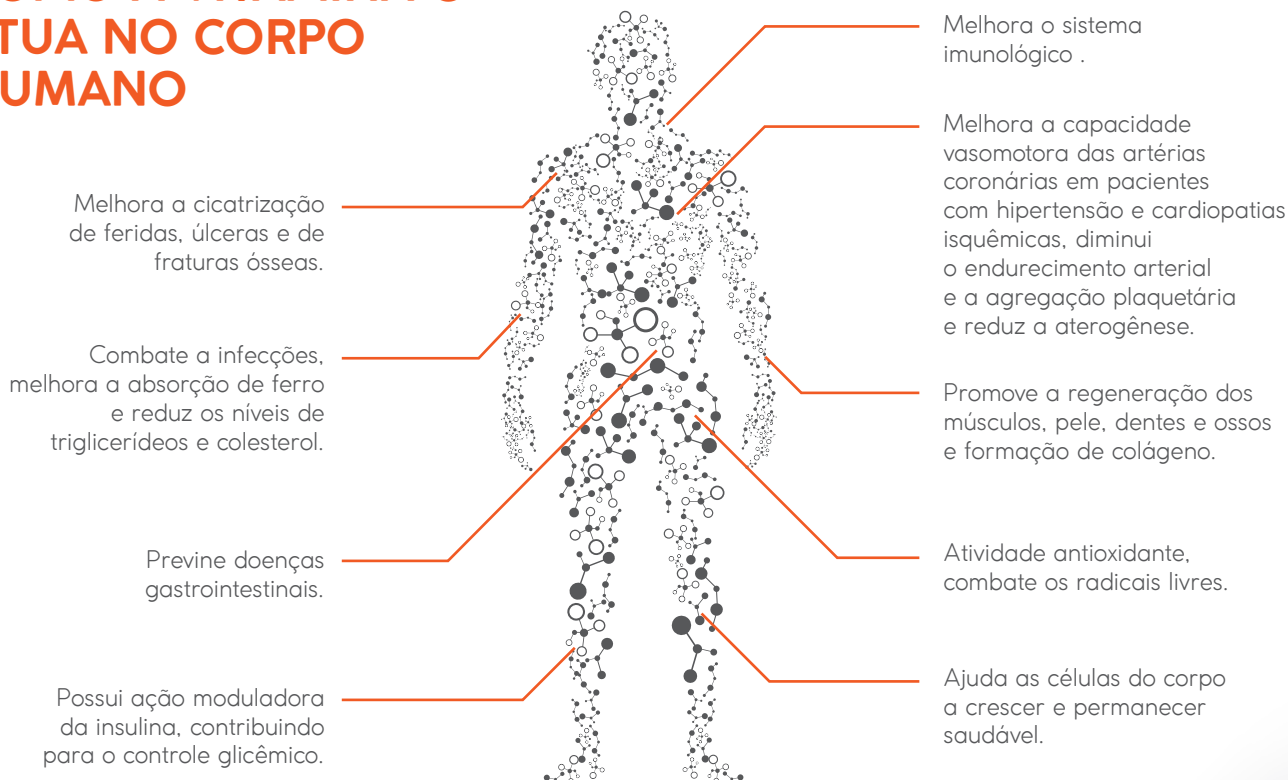 TUA NO CORPO
UMANO
Melhora o sistema
imunológico .
Melhora a capacidade
vasomotora das artérias
coronárias em pacientes
com hipertensão e cardiopatias
isquêmicas, diminui
o endurecimento arterial
e a agregação plaquetária
e reduz a aterogênese.
Promove a regeneração dos
músculos, pele, dentes e ossos
e formação de colágeno.
Atividade antioxidante,
combate os radicais livres.
Ajuda as células do corpo
a crescer e permanecer
saudável.
Melhora a cicatrização
de feridas, úlceras e de
fraturas ósseas.
Combate a infecções,
melhora a absorção de ferro
e reduz os níveis de
triglicerídeos e colesterol.
Previne doenças
gastrointestinais.
Possui ação moduladora
da insulina, contribuindo
para o controle glicêmico.